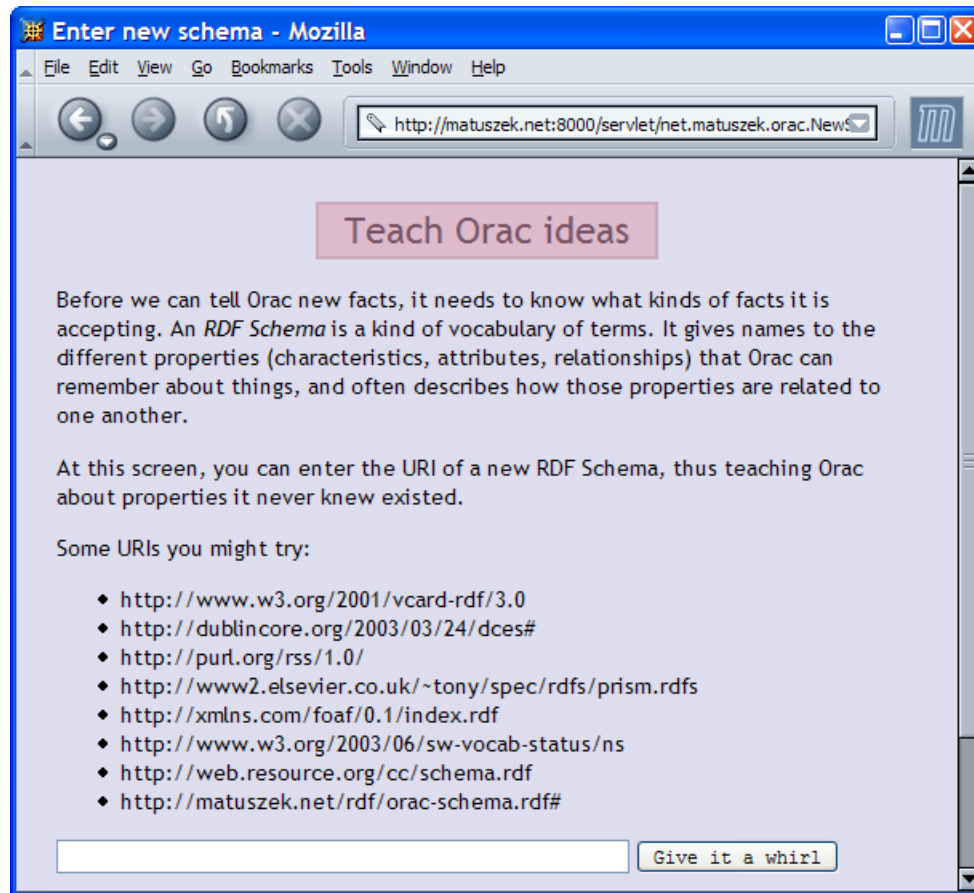 Enter new schema - Mozilla
File Edit View Go Bookmarks Tools Window Help
http://matuszek.net:8000/servlet/net.matuszek.orac.NewS
Teach Orac ideas
Before we can tell Orac new facts, it needs to know what kinds of facts it is
accepting. An RDF Schema is a kind of vocabulary of terms. It gives names to the
different properties (characteristics, attributes, relationships) that Orac can
remember about things, and often describes how those properties are related to
one another.
At this screen, you can enter the URI of a new RDF Schema, thus teaching Orac
about properties it never knew existed.
Some URIs you might try:
• http://www.w3.org/2001/vcard-rdf/3.0
• http://dublincore.org/2003/03/24/dces#
• http://purl.org/rss/1.0/
• http://www2.elsevier.co.uk/~tony/spec/rdfs/prism.rdfs
• http://xmlns.com/foaf/0.1/index.rdf
• http://www.w3.org/2003/06/sw-vocab-status/ns
• http://web.resource.org/cc/schema.rdf
• http://matuszek.net/rdf/orac-schema.rdf#
Give it a whirl